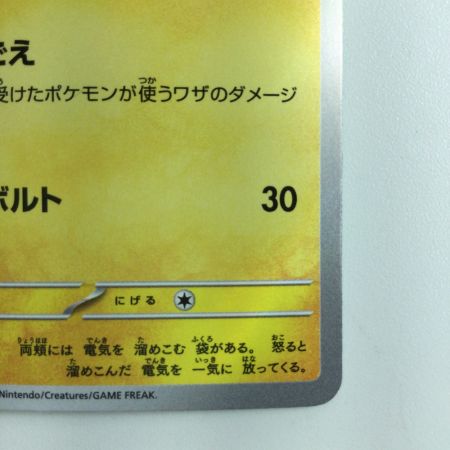 でえ
受けたポケモンが使うワザのダメージ
ボルト 30
にげる
両頬には 電気を 溜めこむ 袋がある。 怒ると
溜めこんだ 電気を 一気に 放ってくる。
Nintendo/Creatures/GAME FREAK.